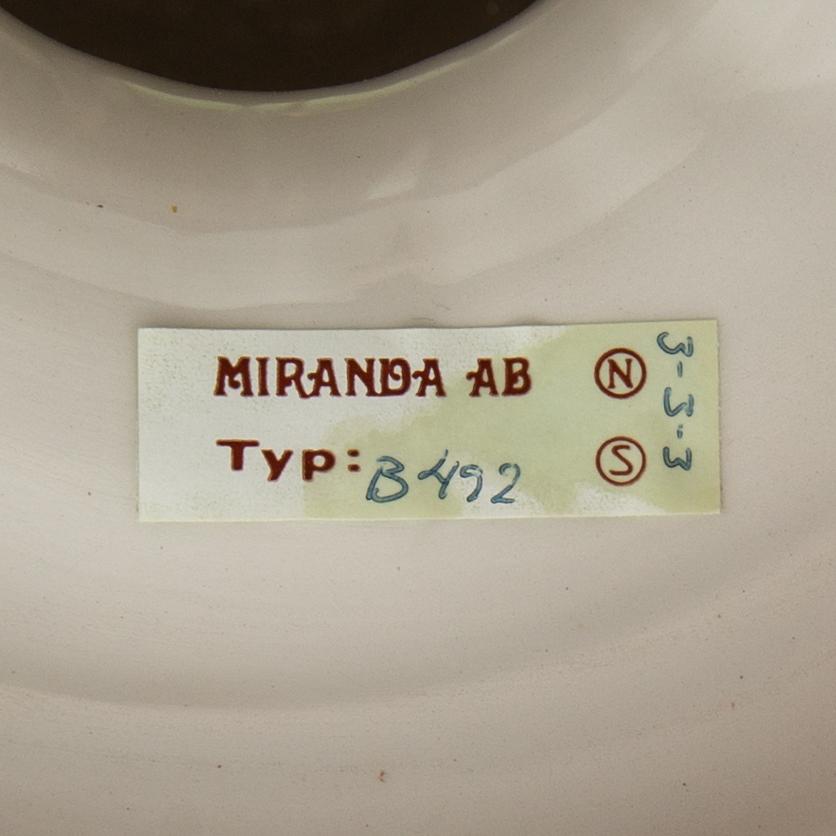 MIRANDA AB Ⓝ
Typ: B492 Ⓢ
3-3-3